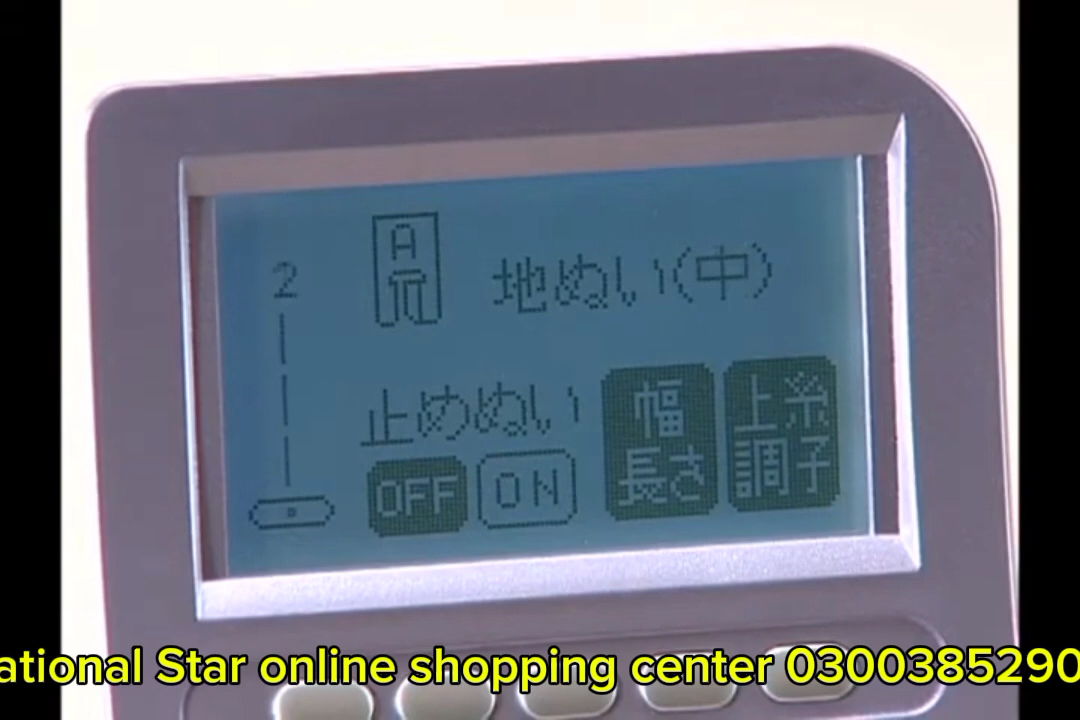 2
A
地ぬい(中)
止めぬい
OFF ON
幅
長さ
上糸
調子
ational Star online shopping center 0300385290